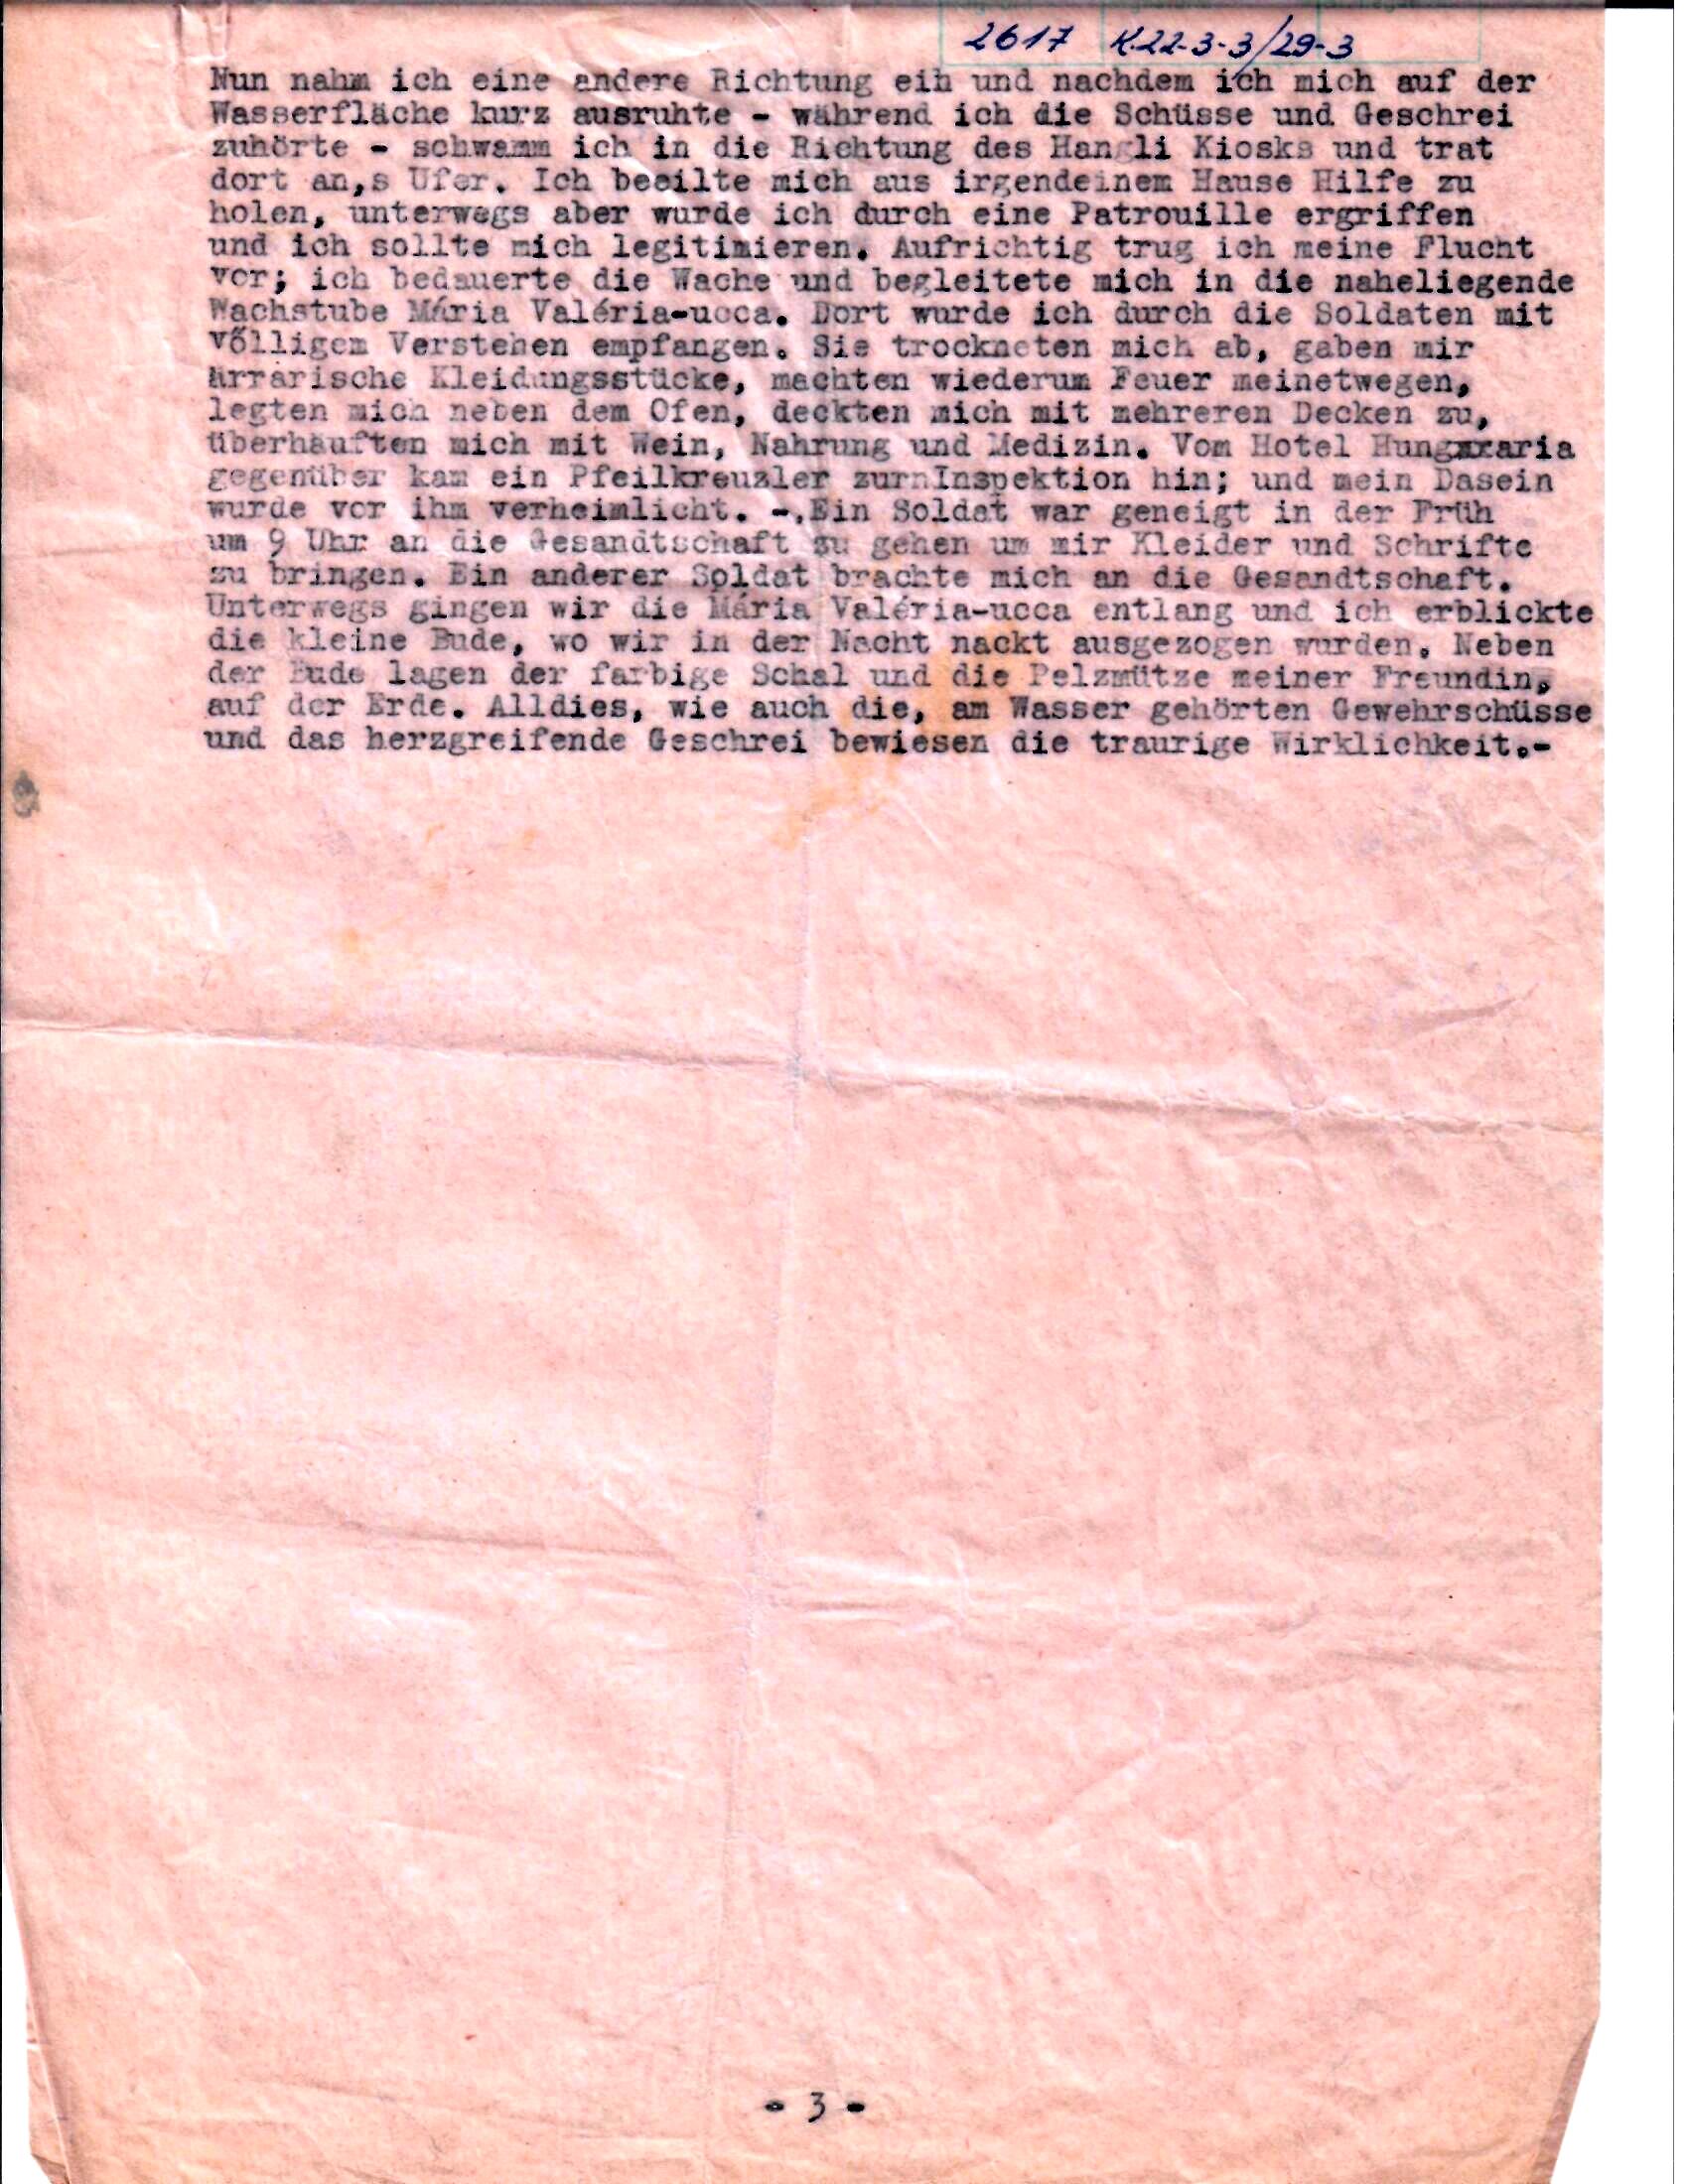 2617 K-22-3-3/29-3
Nun nahm ich eine andere Richtung ein und nachdem ich mich auf der
Wasserfläche kurz ausruhte - während ich die Schüsse und Geschrei
zuhörte - schwamm ich in die Richtung des Hangli Kiosks und trat
dort an,s Ufer. Ich beeilte mich aus irgendeinem Hause Hilfe zu
holen, unterwegs aber wurde ich durch eine Patrouille ergriffen
und ich sollte mich legitimieren. Aufrichtig trug ich meine Flucht
vor; ich bedauerte die Wache und begleitete mich in die naheliegende
Wachstube Mária Valéria-ucca. Dort wurde ich durch die Soldaten mit
völligem Verstehen empfangen. Sie trockneten mich ab, gaben mir
ärrarische Kleidungsstücke, machten wiederum Feuer meinetwegen,
legten mich neben dem Ofen, deckten mich mit mehreren Decken zu,
überhäuften mich mit Wein, Nahrung und Medizin. Vom Hotel Hungxraria
gegenüber kam ein Pfeilkreuzler zurnInspektion hin; und mein Dasein
wurde vor ihm verheimlicht. -.Ein Soldat war geneigt in der Früh
um 9 Uhr an die Gesandtschaft zu gehen um mir Kleider und Schrifte
zu bringen. Ein anderer Soldat brachte mich an die Gesandtschaft.
Unterwegs gingen wir die Mária Valéria-ucca entlang und ich erblickte
die kleine Bude, wo wir in der Nacht nackt ausgezogen wurden. Neben
der Bude lagen der farbige Schal und die Pelzmütze meiner Freundin,
auf der Erde. Alldies, wie auch die, am Wasser gehörten Gewehrschüsse
und das herzgreifende Geschrei bewiesen die traurige Wirklichkeit.-
- 3 -